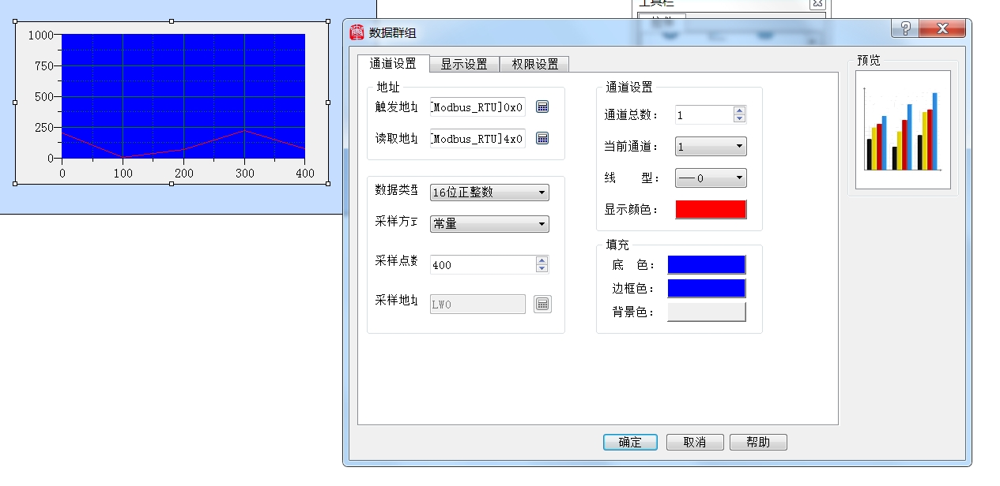 工具栏
1000
750
500
250
0
0 100 200 300 400
数据群组
?
通道设置 显示设置 权限设置
地址
触发地址 [Modbus_RTU]0x0
读取地址 [Modbus_RTU]4x0
数据类型 16位正整数
采样方式 常量
采样点数 400
采样地址 LW0
通道设置
通道总数： 1
当前通道： 1
线 型： 0
显示颜色：
填充
底 色：
边框色：
背景色：
预览
确定 取消 帮助